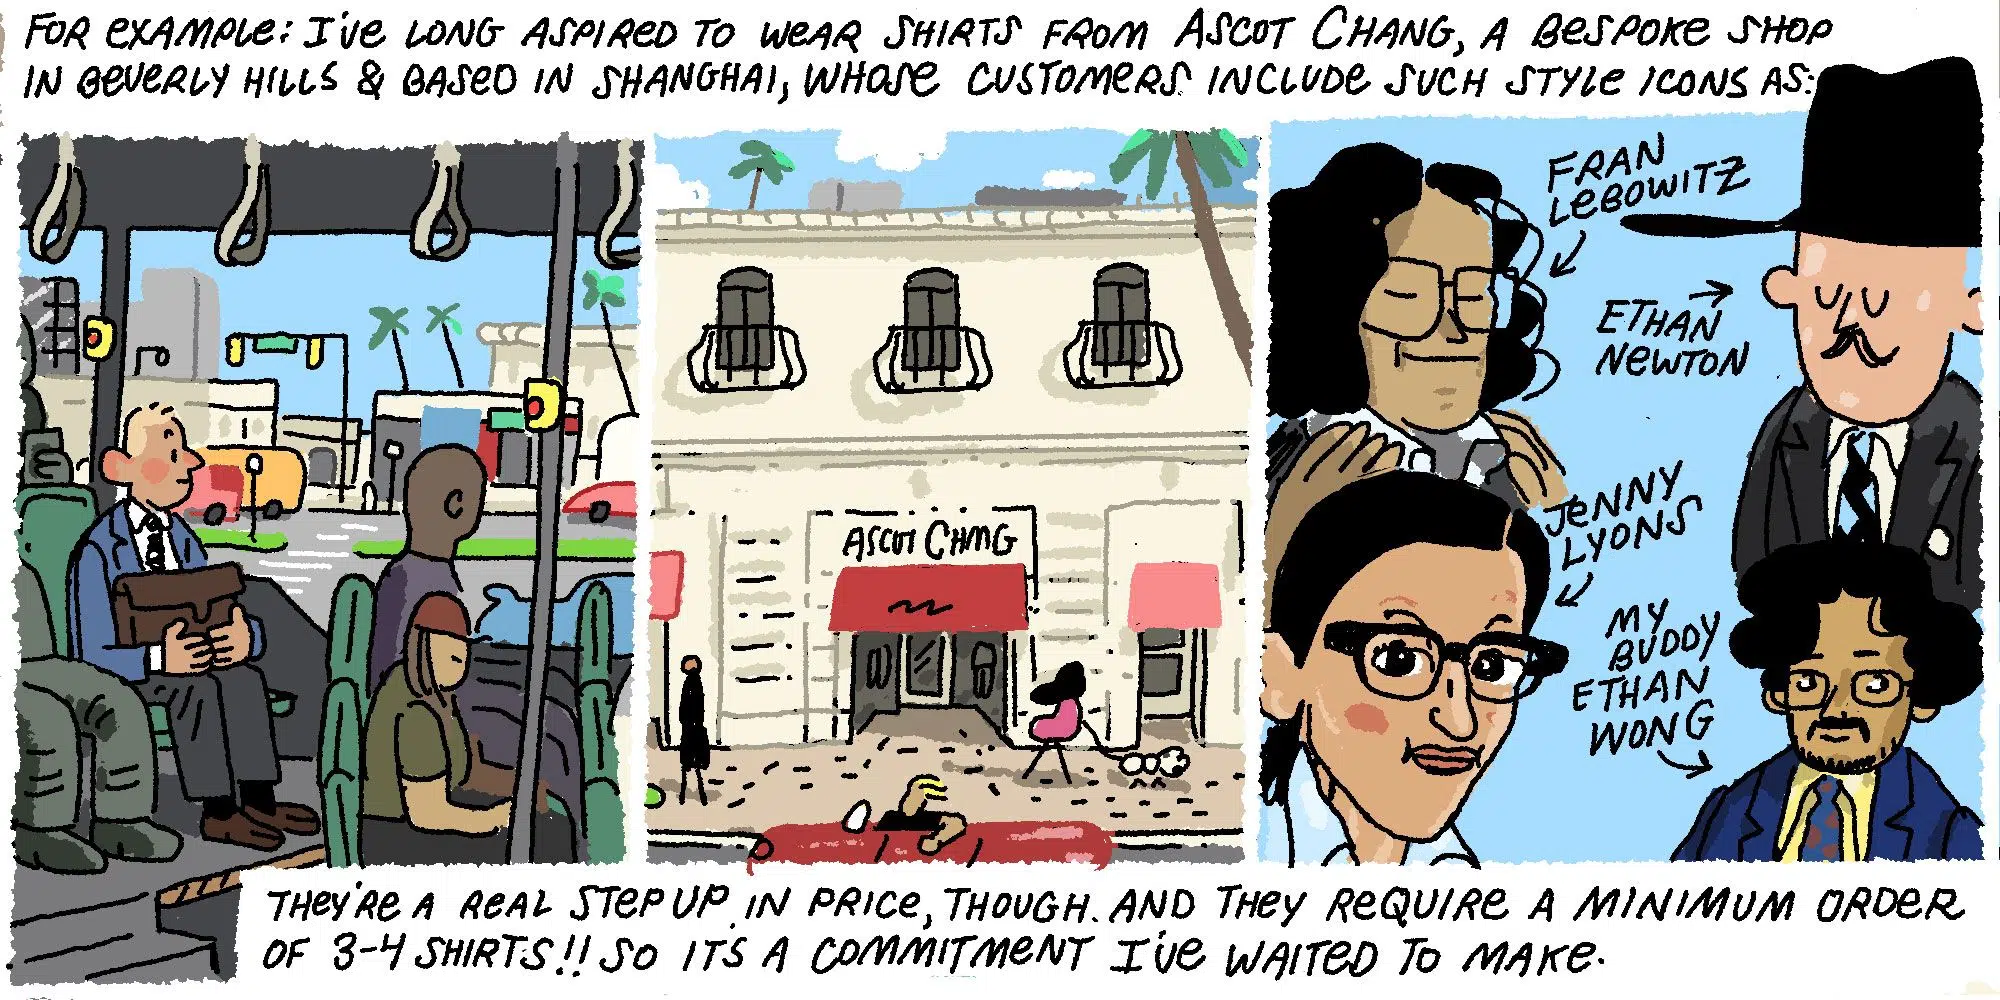 FOR EXAMPLE: I'VE LONG ASPIRED TO WEAR SHIRTS FROM ASCOT CHANG, A BESPOKE SHOP
IN BEVERLY HILLS & BASED IN SHANGHAI, WHOSE CUSTOMERS INCLUDE SUCH STYLE ICONS AS:
ASCOT CHANG
FRAN
LEBOWITZ
ETHAN
NEWTON
JENNY
LYONS
MY
BUDDY
ETHAN
WONG
THEY'RE A REAL STEP UP IN PRICE, THOUGH. AND THEY REQUIRE A MINIMUM ORDER
OF 3-4 SHIRTS!! SO IT'S A COMMITMENT I'VE WAITED TO MAKE.